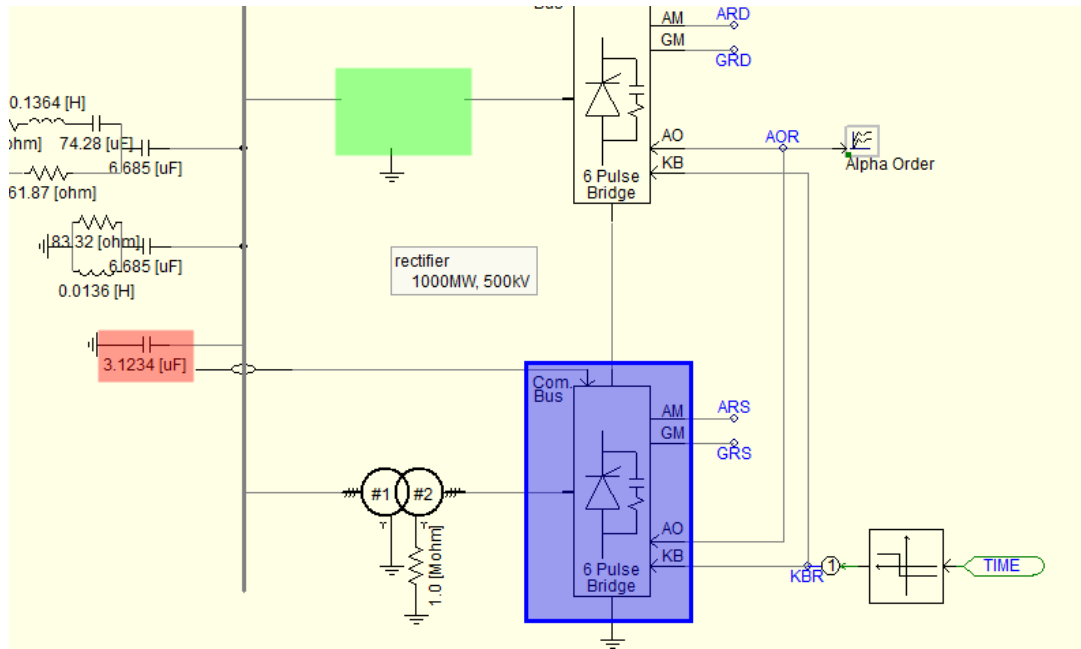 Bus
AM
ARD
GM
GRD
0.1364 [H]
74.28 [uF]
6.685 [uF]
61.87 [ohm]
AO
AOR
KB
Alpha Order
6 Pulse
Bridge
83.32 [ohm]
6.685 [uF]
0.0136 [H]
rectifier
1000MW, 500kV
3.1234 [uF]
Com.
Bus
AM
ARS
GM
GRS
#1
#2
1.0 [Mohm]
AO
KB
6 Pulse
Bridge
KBR
1
TIME